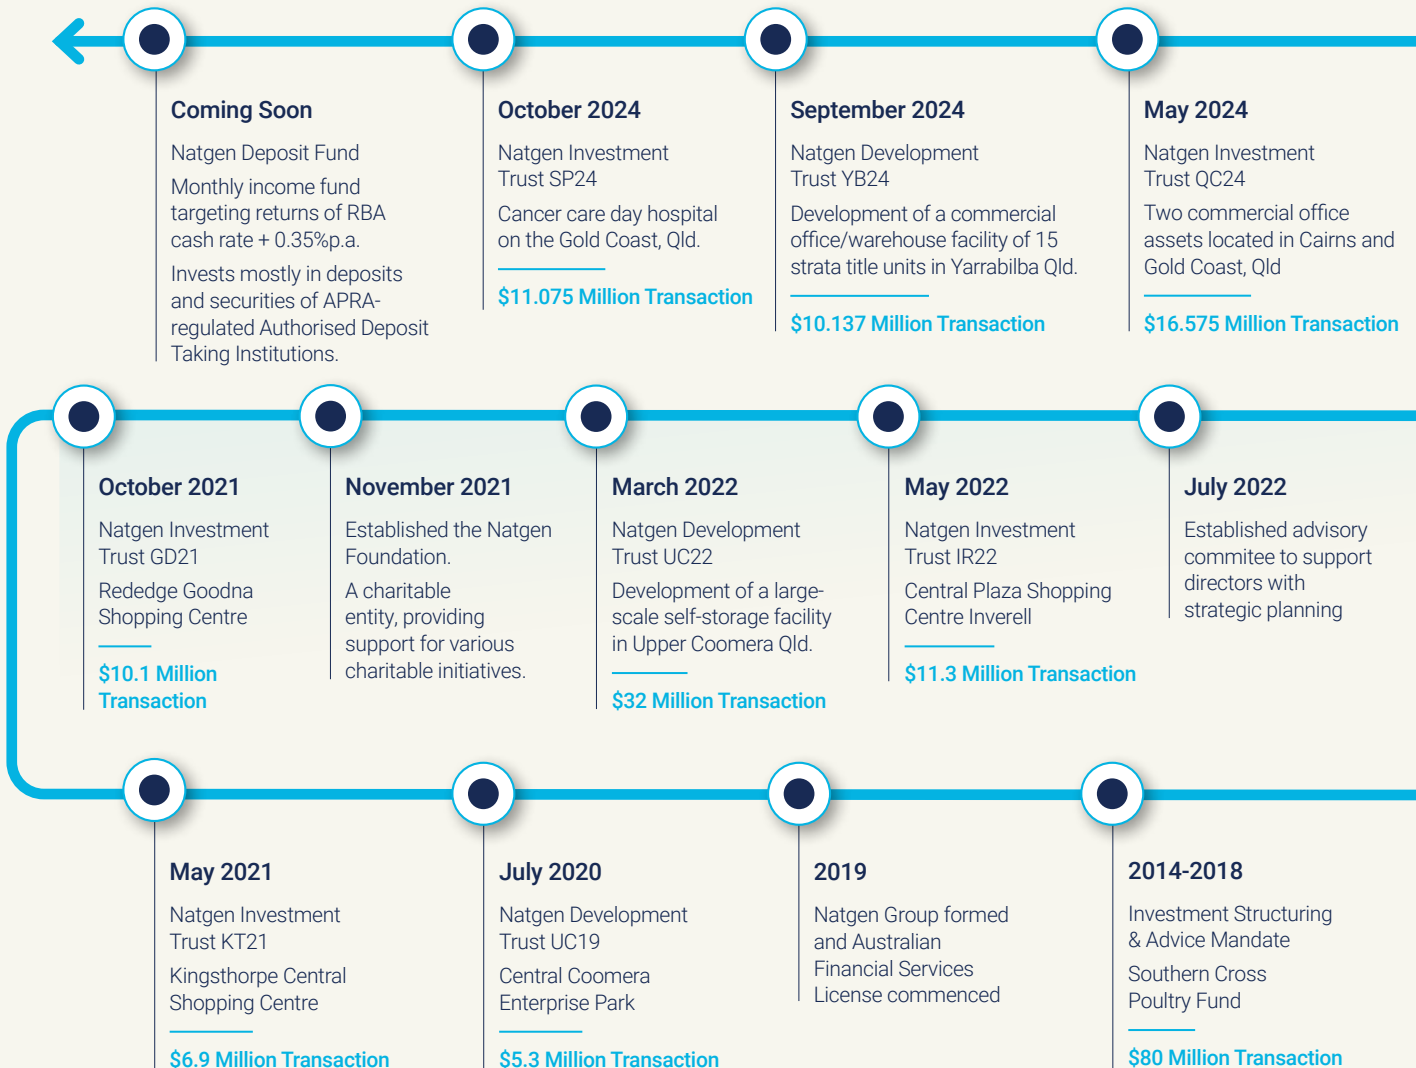 Coming Soon
Natgen Deposit Fund
Monthly income fund
targeting returns of RBA
cash rate + 0.35%p.a.
Invests mostly in deposits
and securities of APRA-
regulated Authorised Deposit
Taking Institutions.
October 2024
Natgen Investment
Trust SP24
Cancer care day hospital
on the Gold Coast, Qld.
$11.075 Million Transaction
September 2024
Natgen Development
Trust YB24
Development of a commercial
office/warehouse facility of 15
strata title units in Yarrabilba Qld.
$10.137 Million Transaction
May 2024
Natgen Investment
Trust QC24
Two commercial office
assets located in Cairns and
Gold Coast, Qld
$16.575 Million Transaction
October 2021
Natgen Investment
Trust GD21
Rededge Goodna
Shopping Centre
$10.1 Million
Transaction
November 2021
Established the Natgen
Foundation.
A charitable
entity, providing
support for various
charitable initiatives.
March 2022
Natgen Development
Trust UC22
Development of a large-
scale self-storage facility
in Upper Coomera Qld.
$32 Million Transaction
May 2022
Natgen Investment
Trust IR22
Central Plaza Shopping
Centre Inverell
$11.3 Million Transaction
July 2022
Established advisory
commitee to support
directors with
strategic planning
May 2021
Natgen Investment
Trust KT21
Kingsthorpe Central
Shopping Centre
$6.9 Million Transaction
July 2020
Natgen Development
Trust UC19
Central Coomera
Enterprise Park
$5.3 Million Transaction
2019
Natgen Group formed
and Australian
Financial Services
License commenced
2014-2018
Investment Structuring
& Advice Mandate
Southern Cross
Poultry Fund
$80 Million Transaction